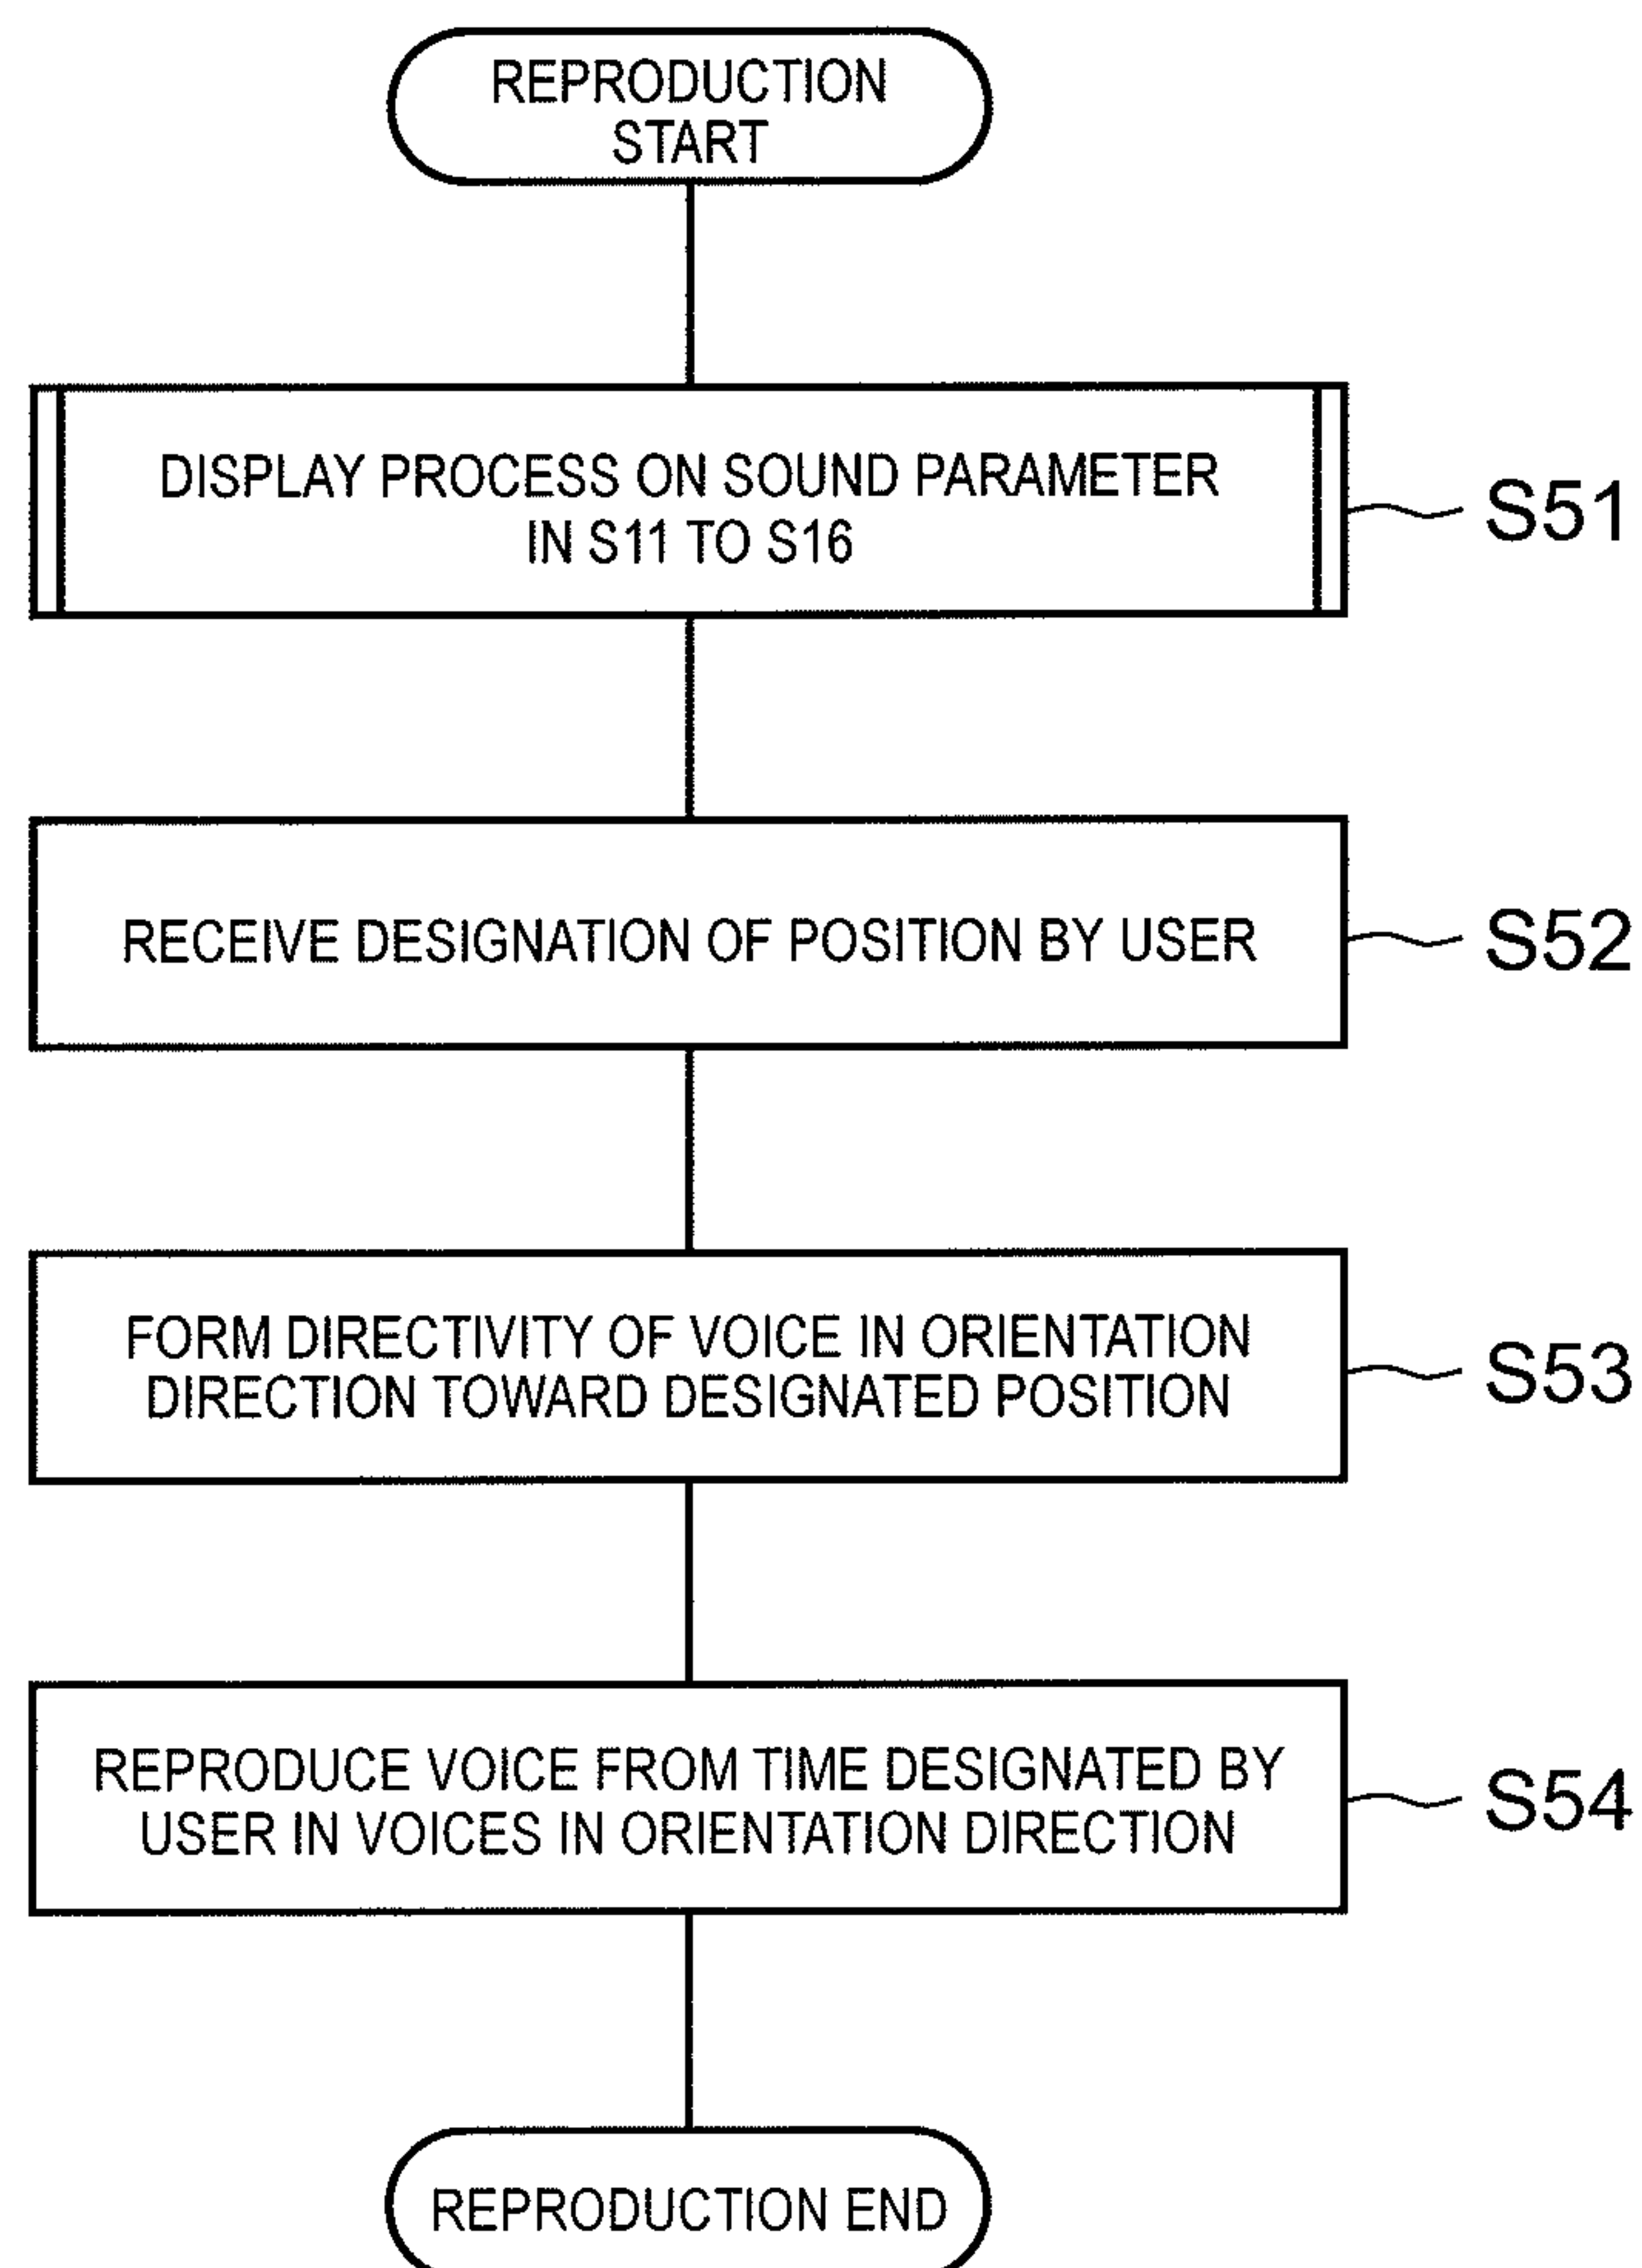 REPRODUCTION
START
DISPLAY PROCESS ON SOUND PARAMETER
IN S11 TO S16
S51
RECEIVE DESIGNATION OF POSITION BY USER
S52
FORM DIRECTIVITY OF VOICE IN ORIENTATION
DIRECTION TOWARD DESIGNATED POSITION
S53
REPRODUCE VOICE FROM TIME DESIGNATED BY
USER IN VOICES IN ORIENTATION DIRECTION
S54
REPRODUCTION END